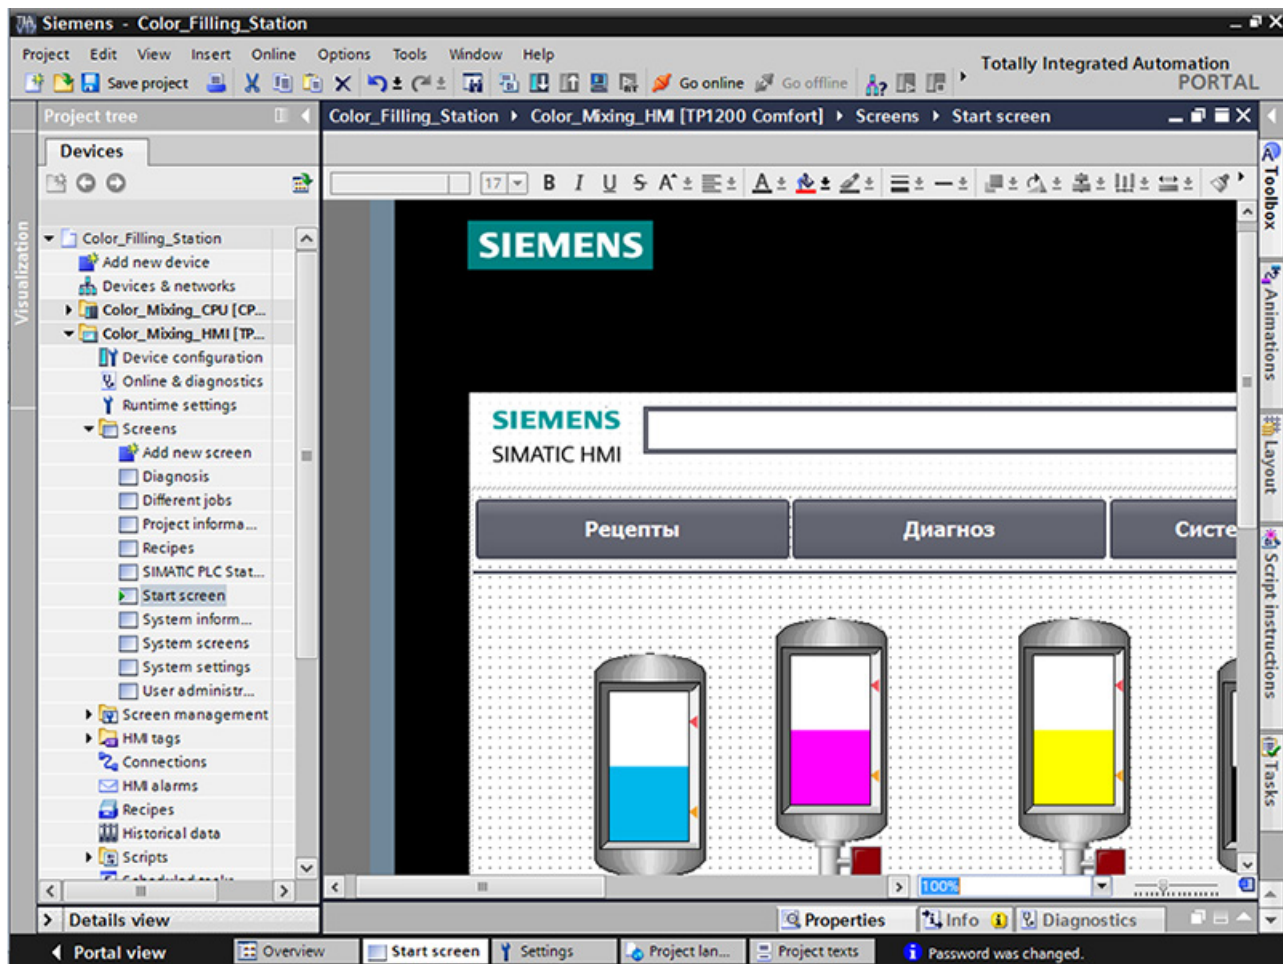 Siemens - Color_Filling_Station
Project Edit View Insert Online Options Tools Window Help
Totally Integrated Automation
PORTAL
Save project
Go online
Go offline
Project tree
Color_Filling_Station Color_Mixing_HMI [TP1200 Comfort] Screens Start screen
Devices
17
B I U S A A
Visualization
Color_Filling_Station
Add new device
Devices & networks
Color_Mixing_CPU [CP...
Color_Mixing_HMI [TP...
Device configuration
Online & diagnostics
Runtime settings
Screens
Add new screen
Diagnosis
Different jobs
Project informa...
Recipes
SIMATIC PLC Stat...
Start screen
System inform...
System screens
System settings
User administr...
Screen management
HMI tags
Connections
HMI alarms
Recipes
Historical data
Scripts
Details view
SIEMENS
SIEMENS
SIMATIC HMI
Рецепты
Диагноз
Систе
100%
Toolbox
Animations
Layout
Script instructions
Tasks
Properties
Info
Diagnostics
Portal view
Overview
Start screen
Settings
Project lan...
Project texts
Password was changed.